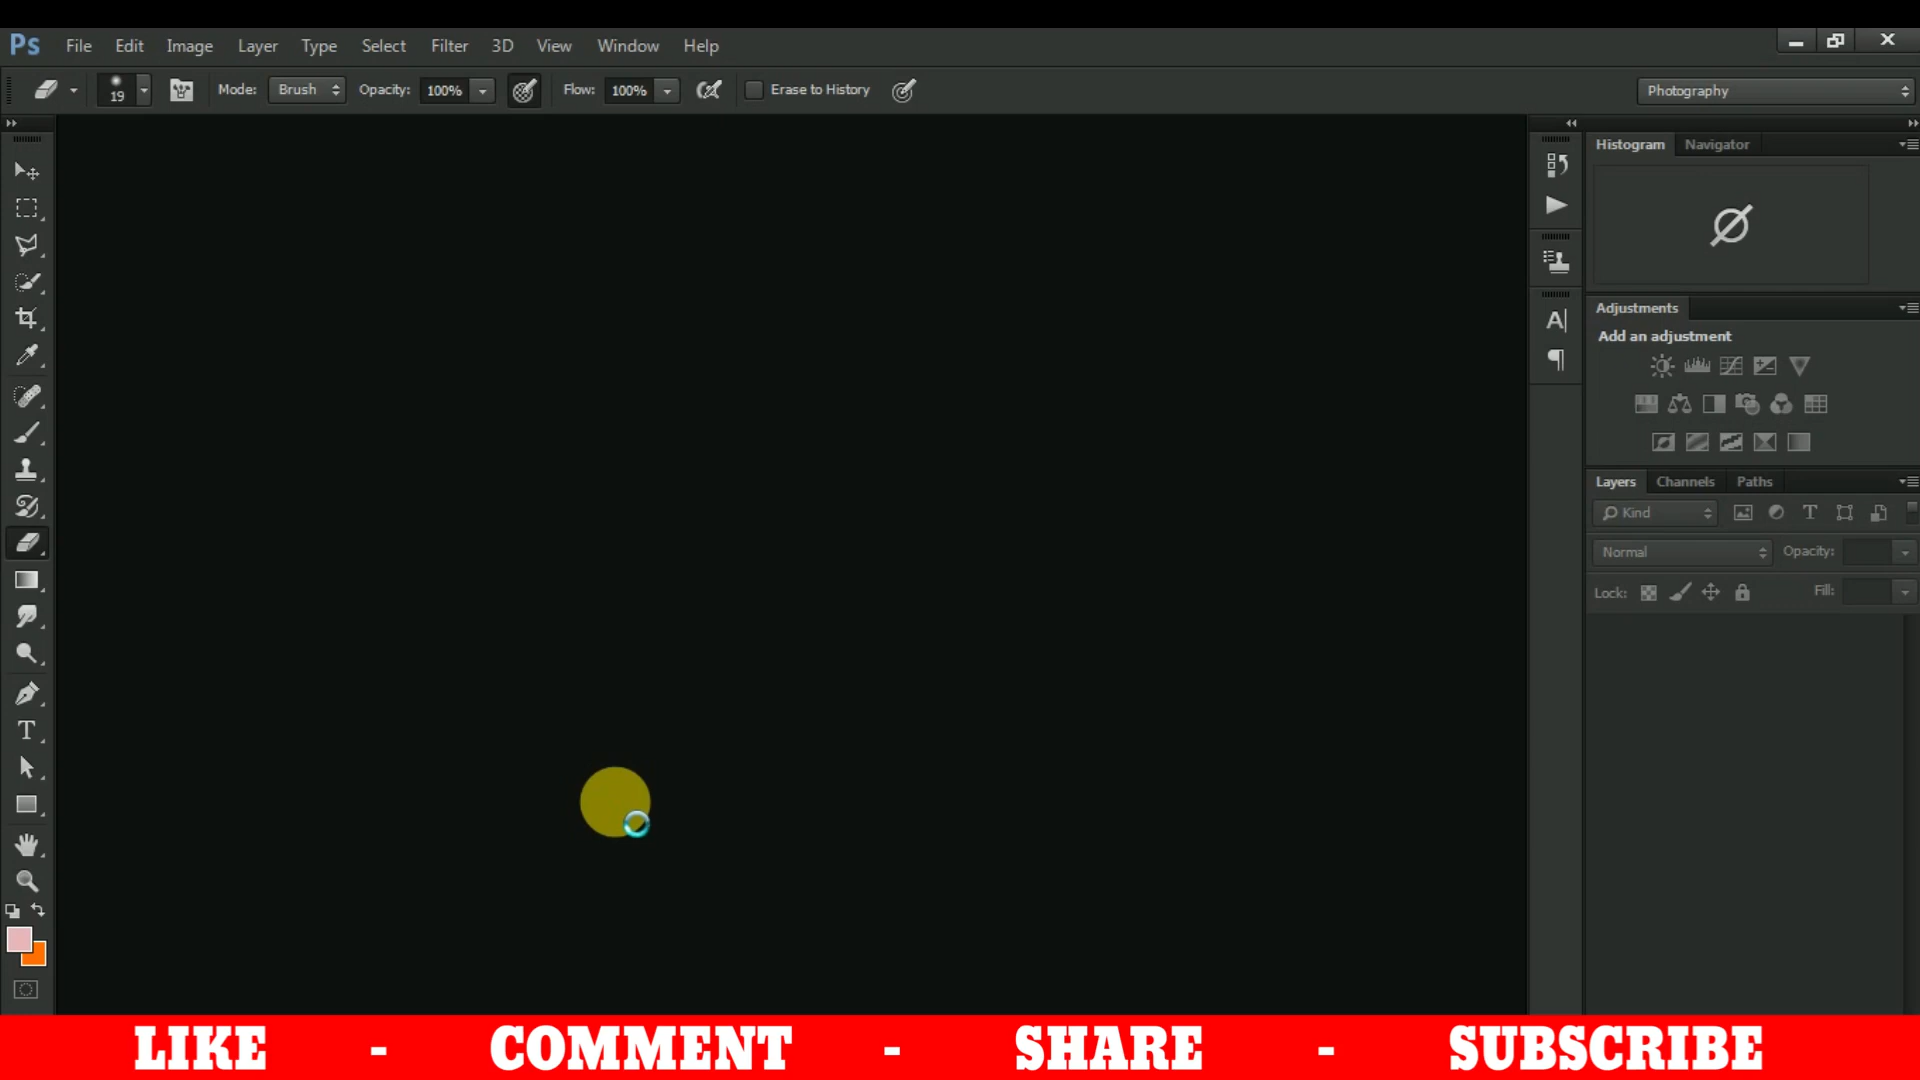 Ps File Edit Image Layer Type Select Filter 3D View Window Help
19 Mode: Brush Opacity: 100% Flow: 100% Erase to History Photography
Histogram Navigator
Adjustments
Add an adjustment
Layers Channels Paths
Kind
Normal Opacity:
Lock: Fill:
LIKE - COMMENT - SHARE - SUBSCRIBE